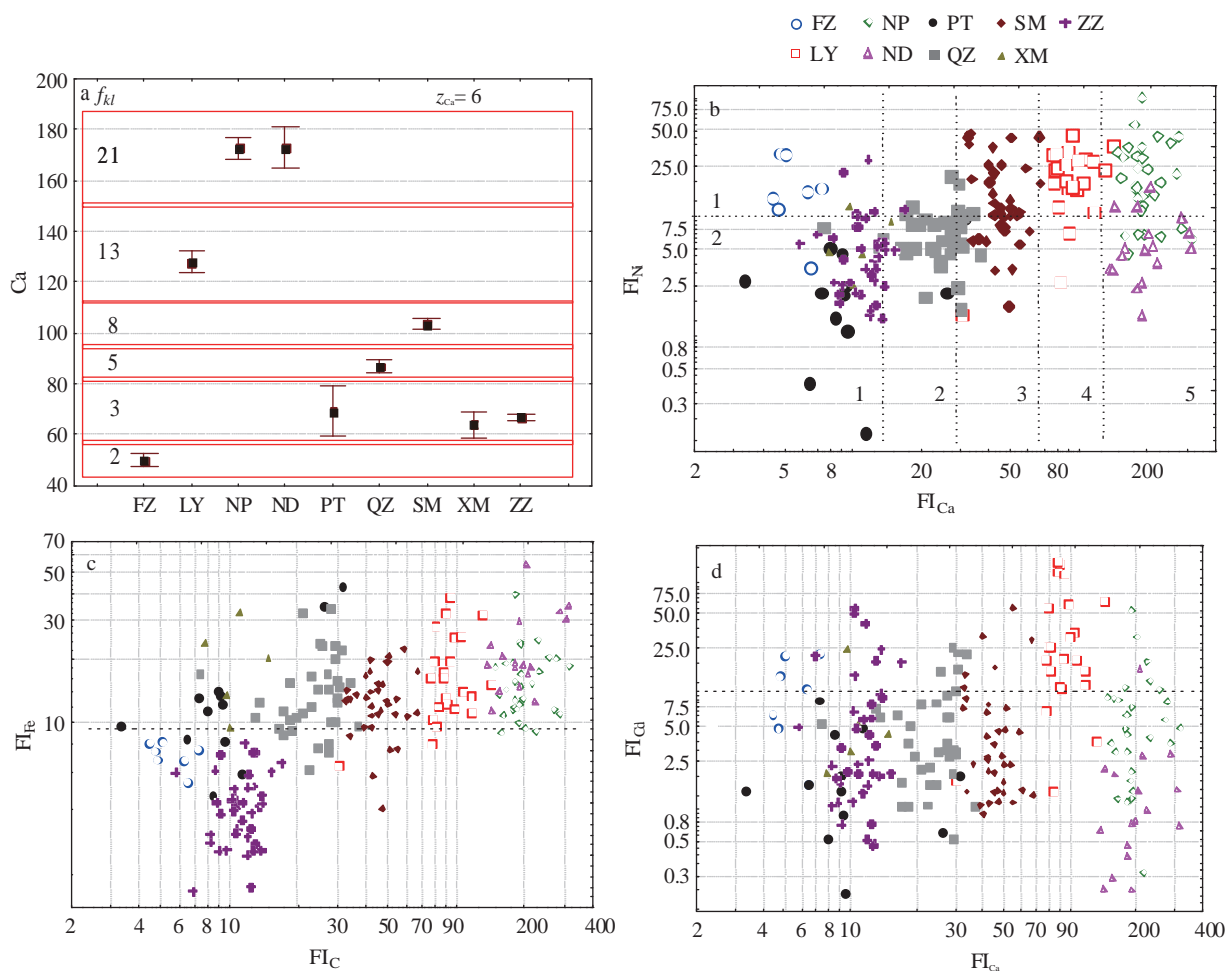 FZ NP PT SM ZZ
LY ND QZ XM
a f_kl z_Ca = 6
Ca
200
180
160
140
120
100
80
60
40
21
13
8
5
3
2
FZ LY NP ND PT QZ SM XM ZZ
b
FI_Ni
75.0
50.0
25.0
7.5
5.0
2.5
0.8
0.5
0.3
1
2
1 2 3 4 5
2 5 8 20 50 80 200 400
FI_Ca
c
FI_Fe
70
50
30
10
2 4 6 8 10 30 50 70 90 200 400
FI_C
d
FI_Cd
75.0
50.0
25.0
7.5
5.0
2.5
0.8
0.5
0.3
2 4 6 8 10 30 50 70 90 200 400
FI_Ca